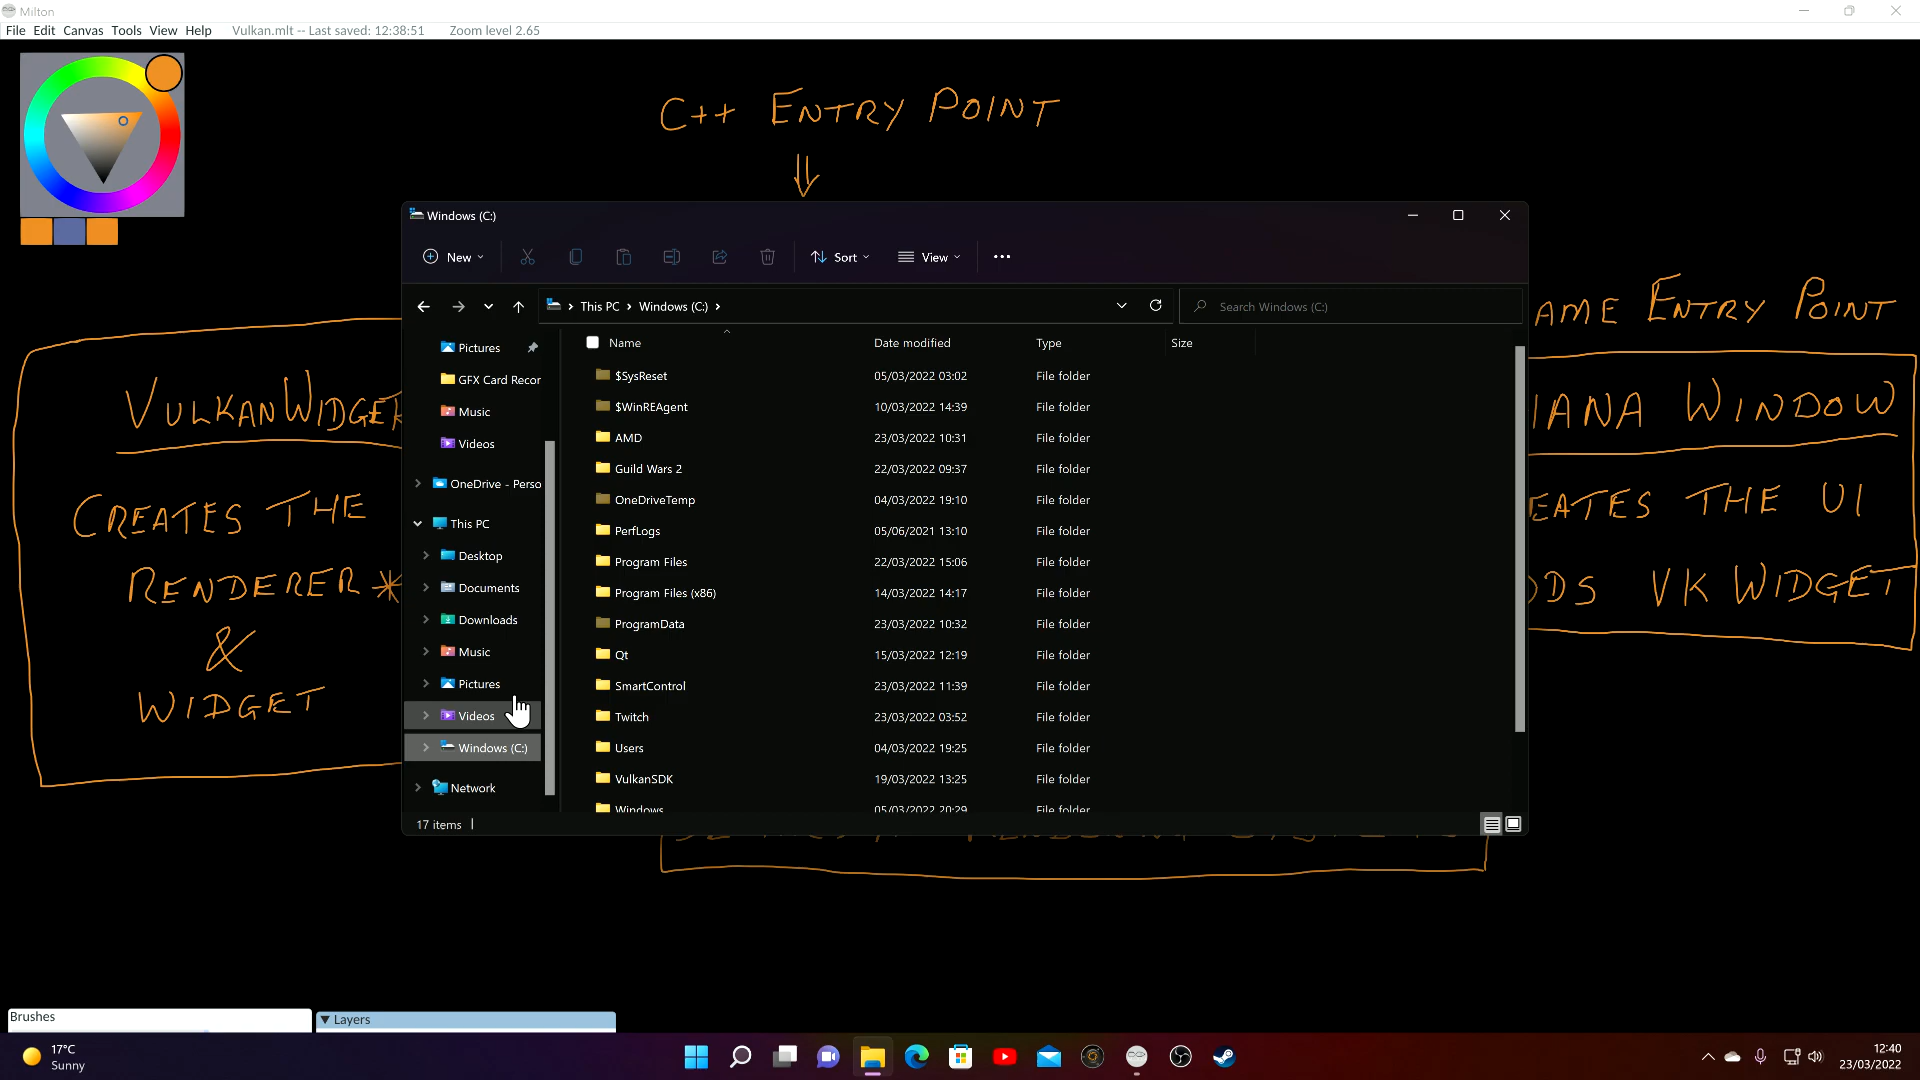 Milton
File Edit Canvas Tools View Help Vulkan.mlt -- Last saved: 12:38:51 Zoom level 2.65
C++ ENTRY POINT
Windows (C:)
New Sort View
This PC Windows (C:) Search Windows (C:)
Name Date modified Type Size
Pictures
GFX Card Recor
Music
Videos
OneDrive - Perso
This PC
Desktop
Documents
Downloads
Music
Pictures
Videos
Windows (C:)
Network
$SysReset 05/03/2022 03:02 File folder
$WinREAgent 10/03/2022 14:39 File folder
AMD 23/03/2022 10:31 File folder
Guild Wars 2 22/03/2022 09:37 File folder
OneDriveTemp 04/03/2022 19:10 File folder
PerfLogs 05/06/2021 13:10 File folder
Program Files 22/03/2022 15:06 File folder
Program Files (x86) 14/03/2022 14:17 File folder
ProgramData 23/03/2022 10:32 File folder
Qt 15/03/2022 12:19 File folder
SmartControl 23/03/2022 11:39 File folder
Twitch 23/03/2022 03:52 File folder
Users 04/03/2022 19:25 File folder
VulkanSDK 19/03/2022 13:25 File folder
Windows 05/03/2022 20:29 File folder
17 items
VULKANWIDGE
CREATES THE
RENDERER *
&
WIDGET
AME ENTRY POINT
IANA WINDOW
EATES THE UI
DDS VK WIDGET
Brushes
Layers
17°C
Sunny
12:40
23/03/2022